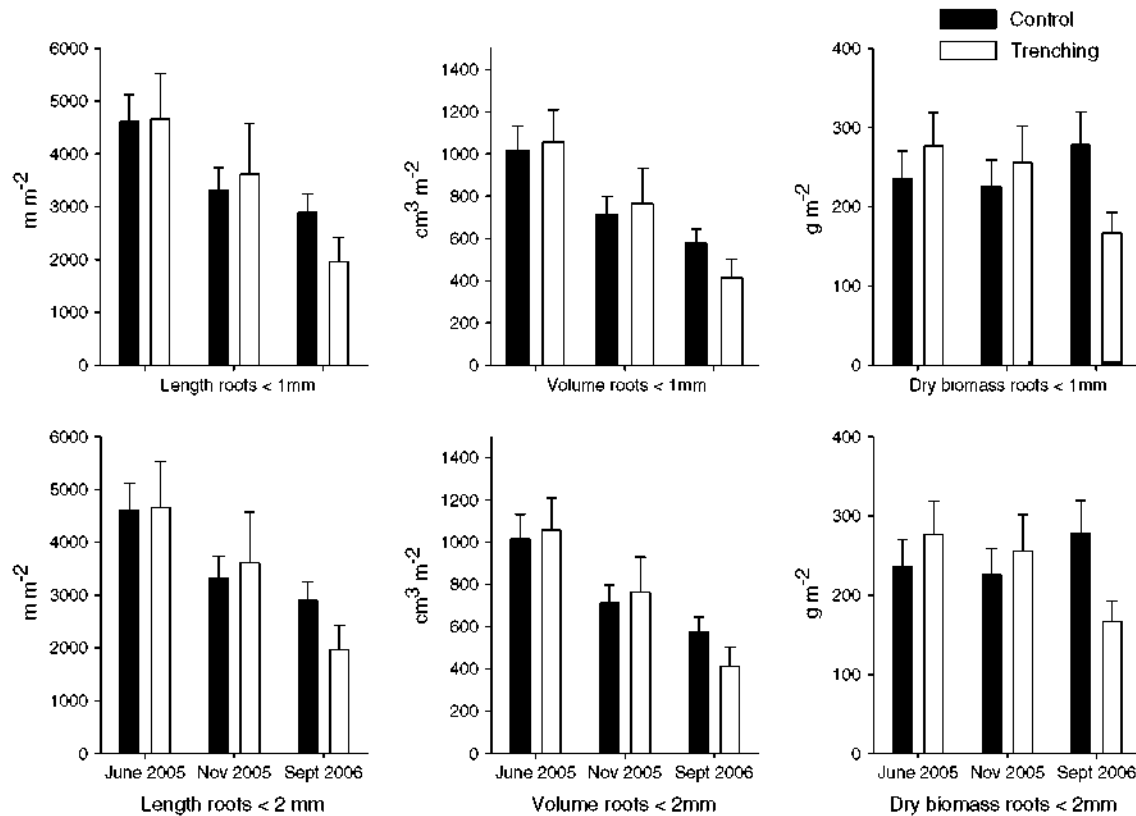 Control
Trenching
6000
5000
4000
3000
2000
1000
0
m m-2
Length roots < 1mm
1400
1200
1000
800
600
400
200
0
cm3 m-2
Volume roots < 1mm
400
300
200
100
0
g m-2
Dry biomass roots < 1mm
6000
5000
4000
3000
2000
1000
0
m m-2
June 2005 Nov 2005 Sept 2006
Length roots < 2 mm
1400
1200
1000
800
600
400
200
0
cm3 m-2
June 2005 Nov 2005 Sept 2006
Volume roots < 2mm
400
300
200
100
0
g m-2
June 2005 Nov 2005 Sept 2006
Dry biomass roots < 2mm